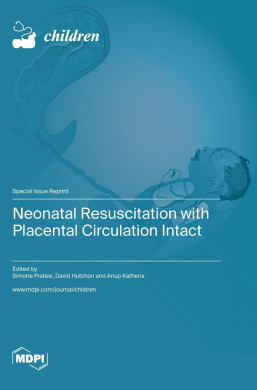 children
Special Issue Reprint
Neonatal Resuscitation with
Placental Circulation Intact
Edited by
Simone Pratesi, David Hutchon and Anup Katheria
www.mdpi.com/journal/children
MDPI